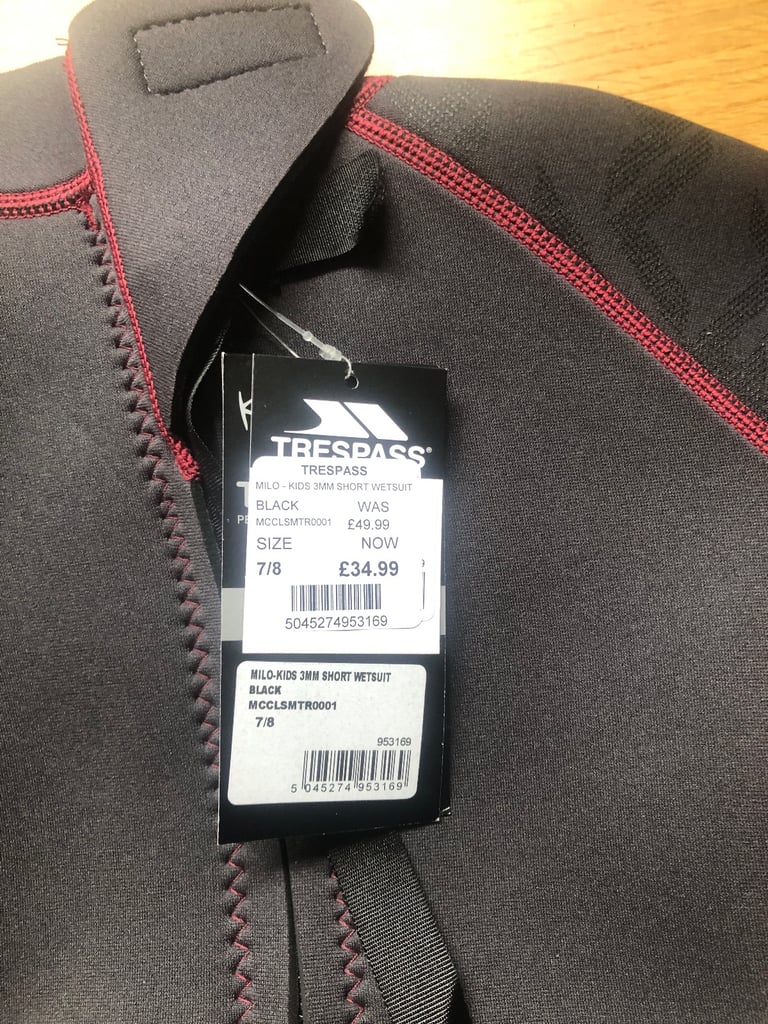 TRESPASS®
TRESPASS
MILO - KIDS 3MM SHORT WETSUIT
BLACK WAS
MCCLSMTR0001 £49.99
SIZE NOW
7/8 £34.99
5045274953169
MILO-KIDS 3MM SHORT WETSUIT
BLACK
MCCLSMTR0001
7/8
953169
5 045274 953169